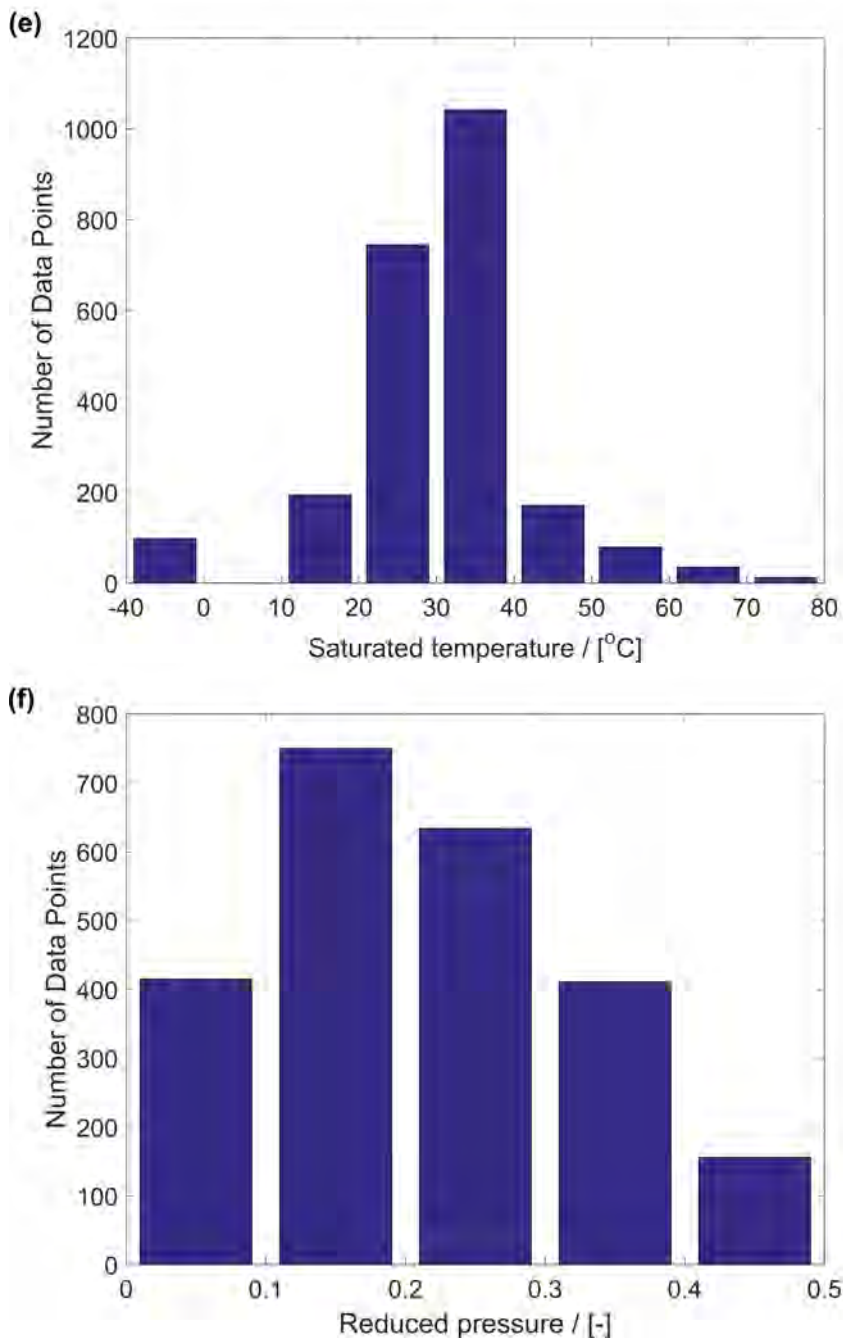 (e)
1200
1000
800
600
400
200
0
Number of Data Points
-40 0 10 20 30 40 50 60 70 80
Saturated temperature / [°C]
(f)
800
700
600
500
400
300
200
100
0
Number of Data Points
0 0.1 0.2 0.3 0.4 0.5
Reduced pressure / [-]